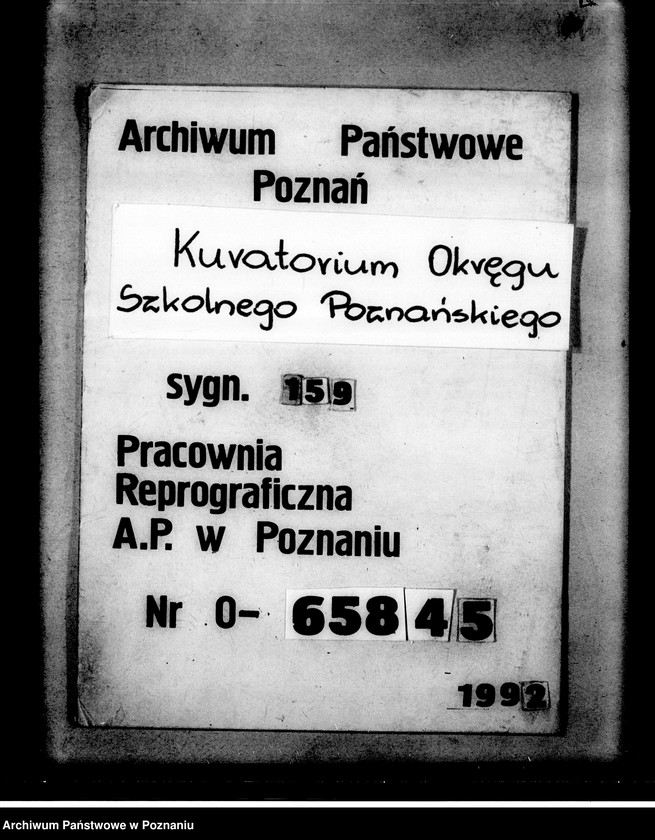 Archiwum Państwowe
Poznań
Kuratorium Okręgu
Szkolnego Poznańskiego
sygn. 159
Pracownia
Reprograficzna
A.P. w Poznaniu
Nr 0- 65845
1992
Archiwum Państwowe w Poznaniu